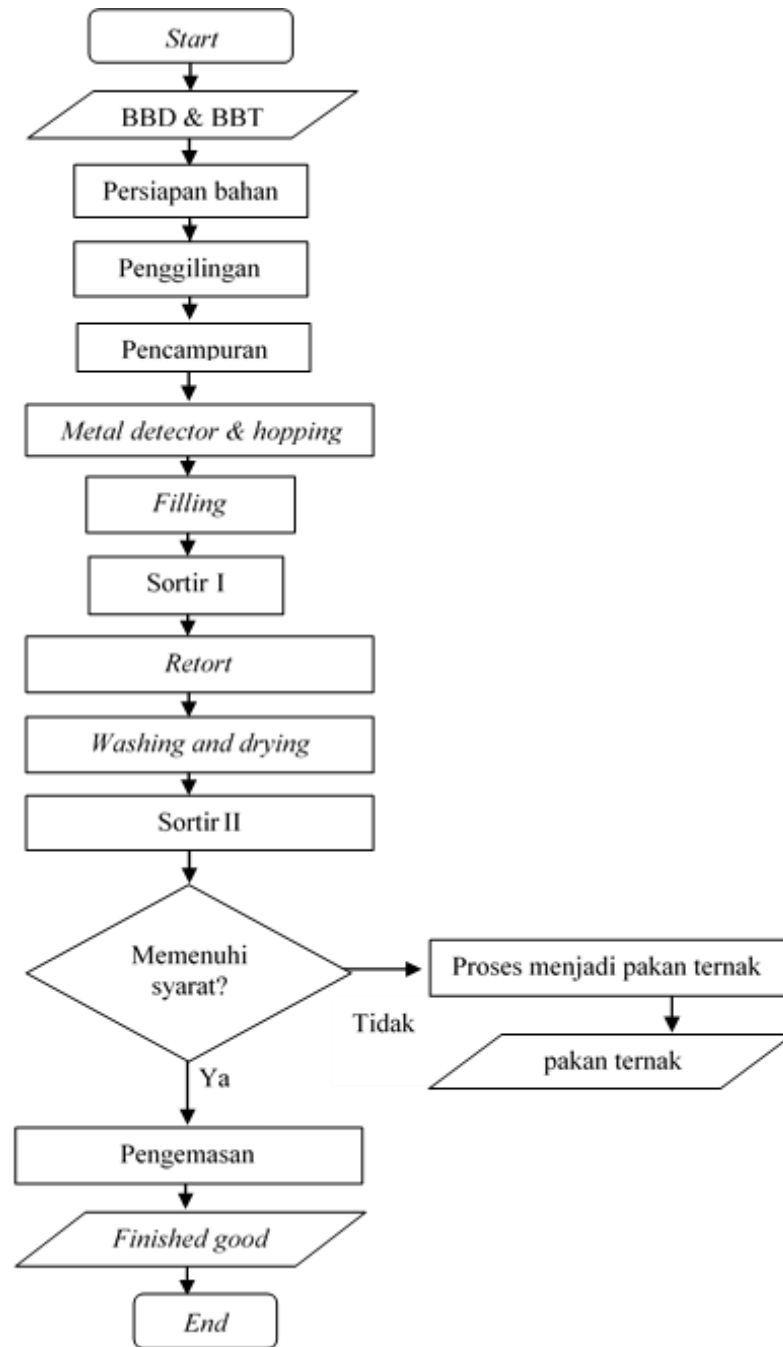 Start
BBD & BBT
Persiapan bahan
Penggilingan
Pencampuran
Metal detector & hopping
Filling
Sortir I
Retort
Washing and drying
Sortir II
Memenuhi
syarat?
Tidak
Proses menjadi pakan ternak
pakan ternak
Ya
Pengemasan
Finished good
End